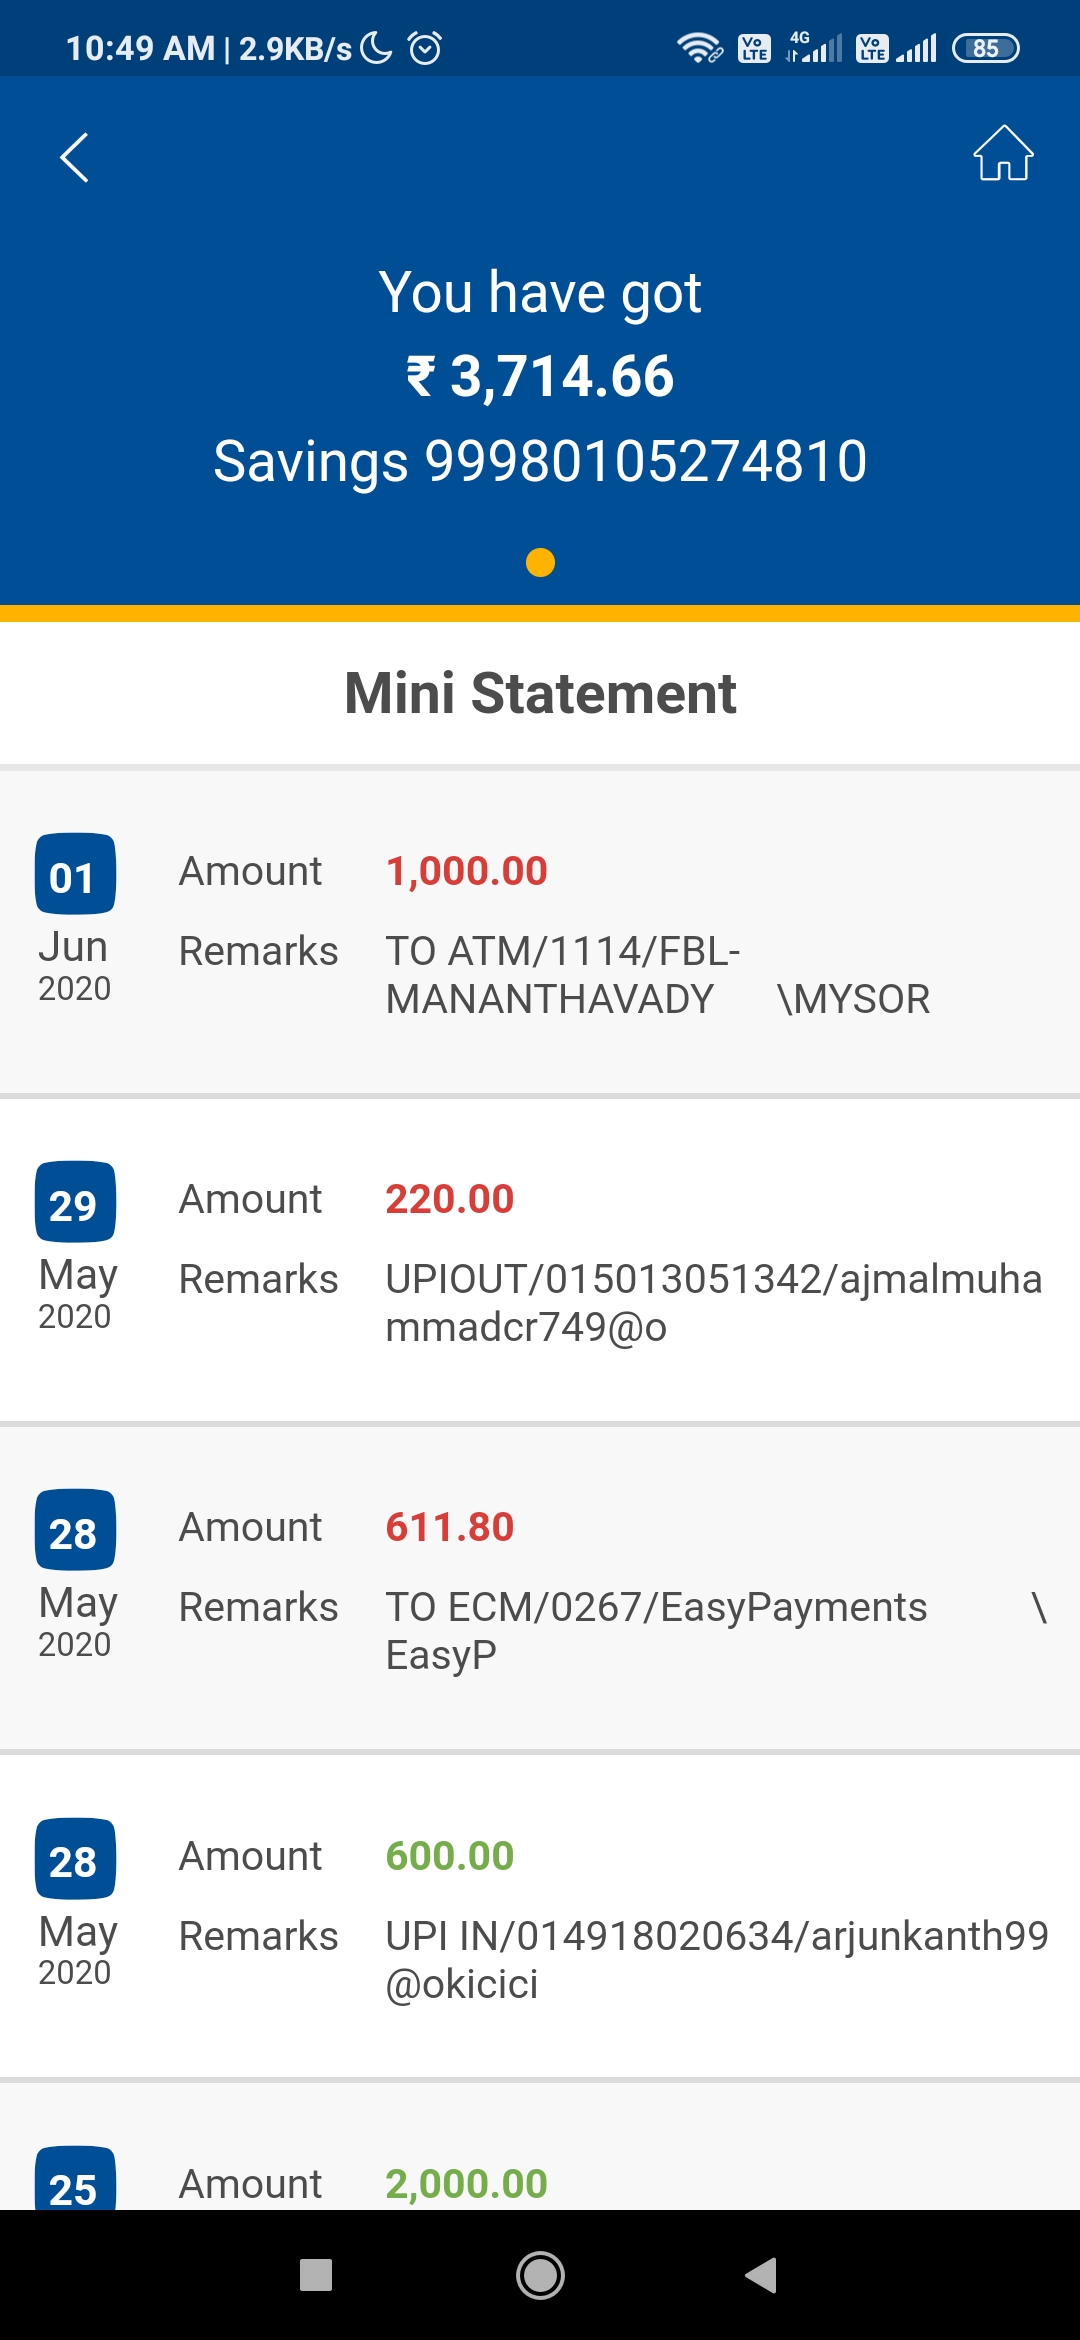 10:49 AM | 2.9KB/s
Vo LTE 4G Vo LTE 85
You have got
₹ 3,714.66
Savings 99980105274810
Mini Statement
01 Amount 1,000.00
Jun Remarks TO ATM/1114/FBL-
2020 MANANTHAVADY \MYSOR
29 Amount 220.00
May Remarks UPIOUT/015013051342/ajmalmuha
2020 mmadcr749@o
28 Amount 611.80
May Remarks TO ECM/0267/EasyPayments \
2020 EasyP
28 Amount 600.00
May Remarks UPI IN/014918020634/arjunkanth99
2020 @okicici
25 Amount 2,000.00